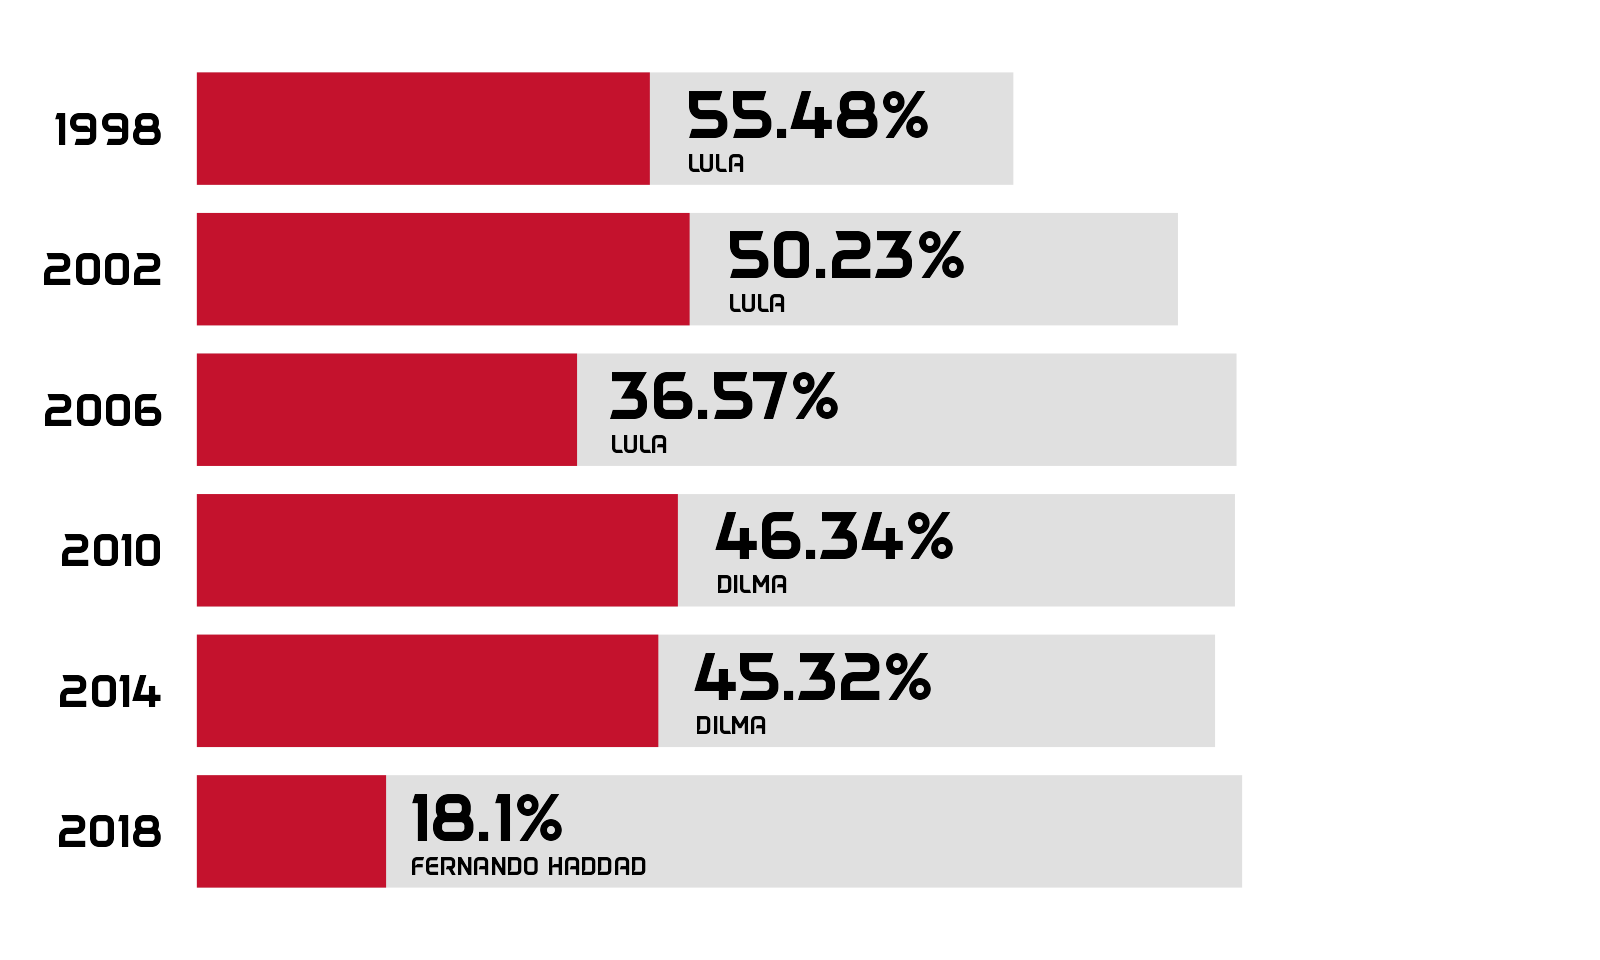 1998
55.48%
LULA
2002
50.23%
LULA
2006
36.57%
LULA
2010
46.34%
DILMA
2014
45.32%
DILMA
2018
18.1%
FERNANDO HADDAD